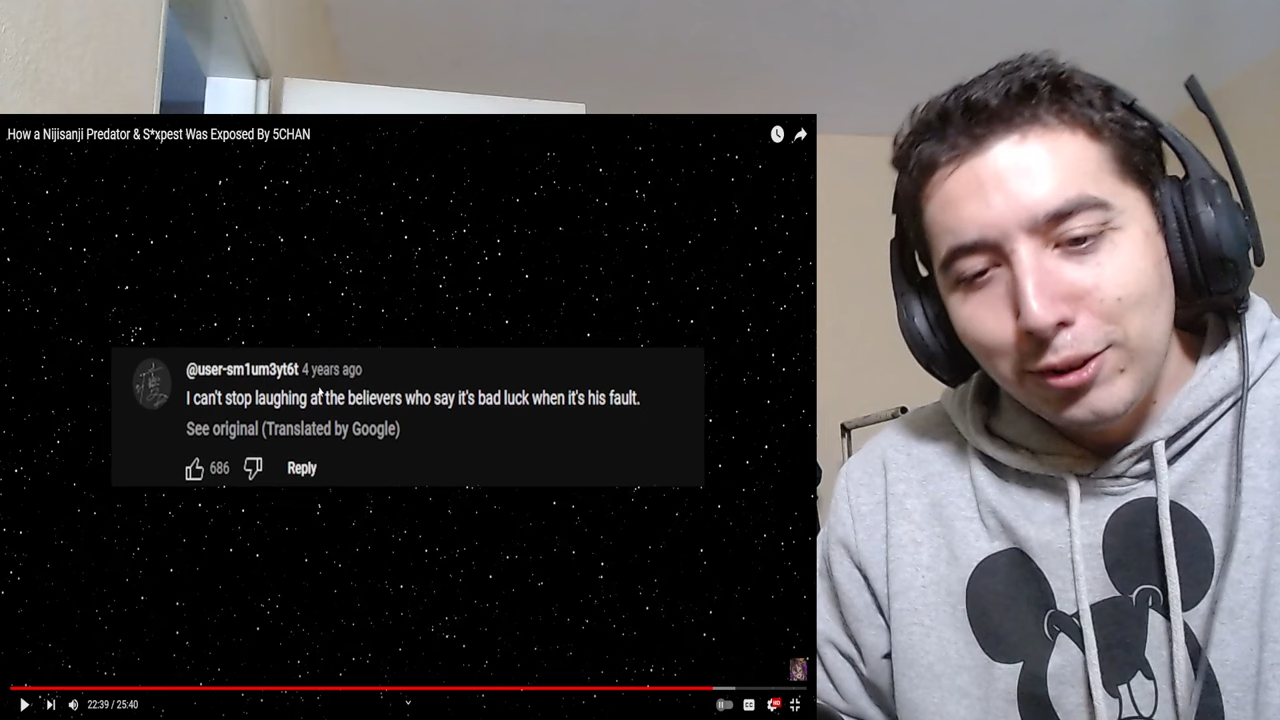 How a Nijisanji Predator & S*xpest Was Exposed By 5CHAN
@user-sm1um3yt6t 4 years ago
I can't stop laughing at the believers who say it's bad luck when it's his fault.
See original (Translated by Google)
686 Reply
22:39 / 25:40
CC HD